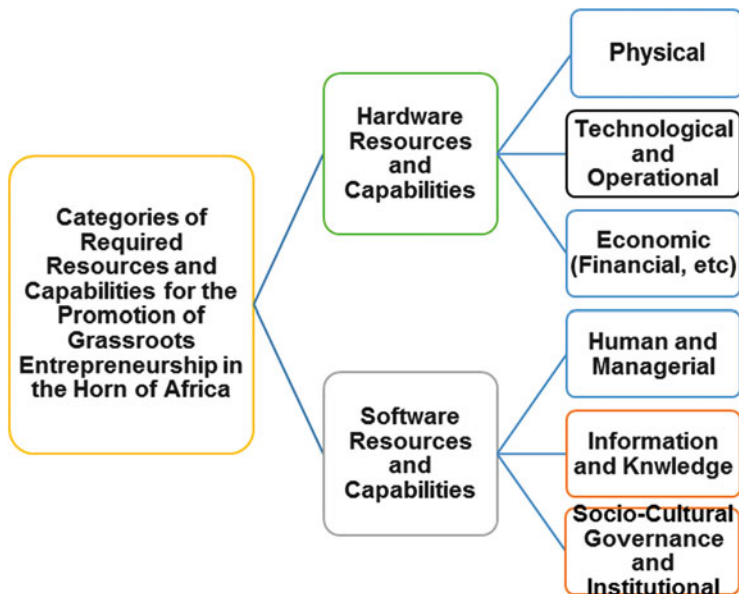 Categories of
Required
Resources and
Capabilities for the
Promotion of
Grassroots
Entrepreneurship in
the Horn of Africa
Hardware
Resources
and
Capabilities
Physical
Technological
and
Operational
Economic
(Financial, etc)
Software
Resources
and
Capabilities
Human and
Managerial
Information
and Knwledge
Socio-Cultural
Governance
and
Institutional